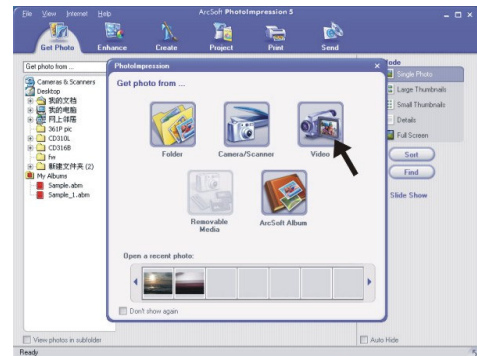 File View Internet Help
ArcSoft PhotoImpression 5
Get Photo Enhance Create Project Print Send
Get photo from ...
Cameras & Scanners
Desktop
我的文档
我的电脑
网上邻居
361P pic
CD310L
CD316B
fw
新建文件夹 (2)
My Albums
Sample.abm
Sample_1.abm
View photos in subfolder
Ready
PhotoImpression
Get photo from ...
Folder Camera/Scanner Video
Removable Media ArcSoft Album
Open a recent photo:
Don't show again
ode
Single Photo
Large Thumbnails
Small Thumbnails
Details
Full Screen
Sort
Find
Slide Show
Auto Hide